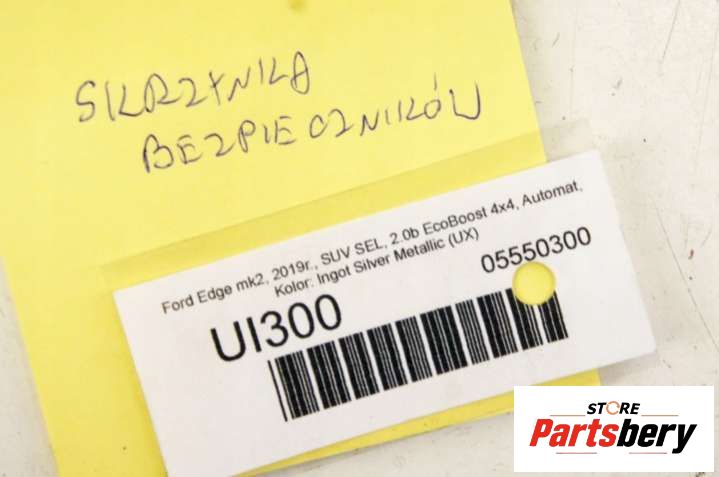 SKRZYNKA
BEZPIECZNIKÓW
Ford Edge mk2, 2019r., SUV SEL, 2.0b EcoBoost 4x4, Automat,
Kolor: Ingot Silver Metallic (UX)
UI300
05550300
STORE
Partsbery